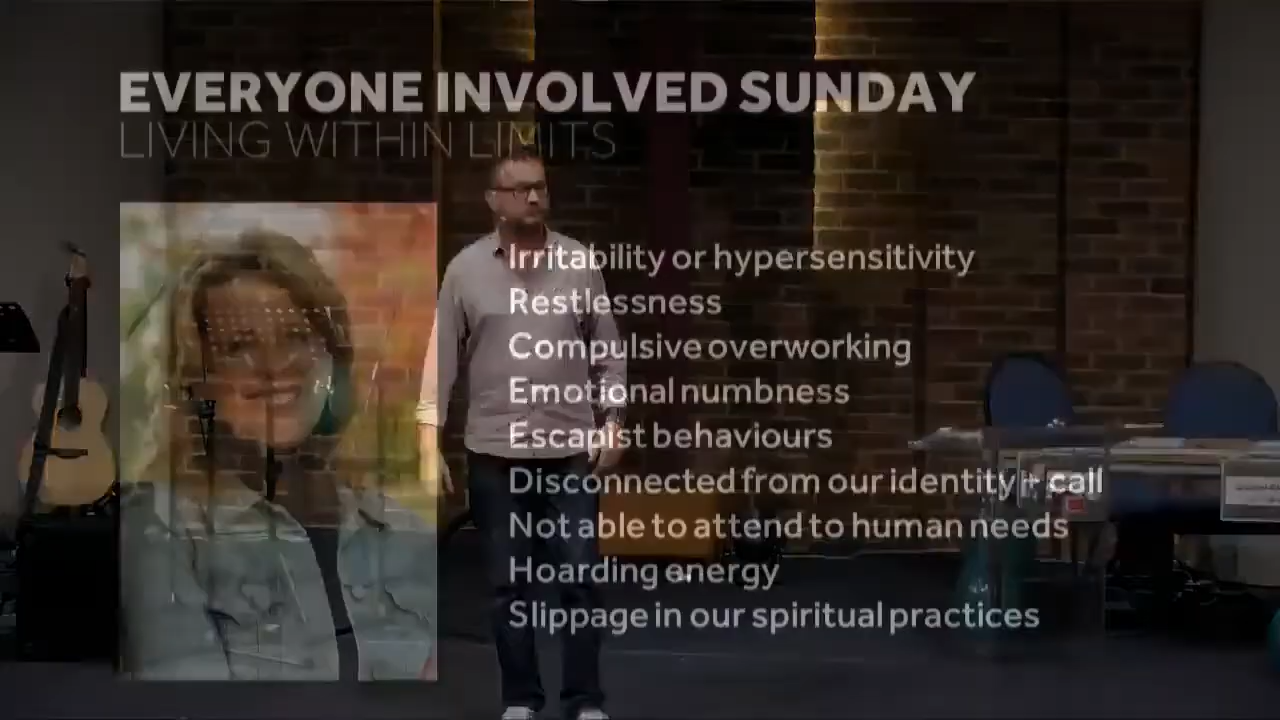 EVERYONE INVOLVED SUNDAY
LIVING WITHIN LIMITS
Irritability or hypersensitivity
Restlessness
Compulsive overworking
Emotional numbness
Escapist behaviours
Disconnected from our identity + call
Not able to attend to human needs
Hoarding energy
Slippage in our spiritual practices